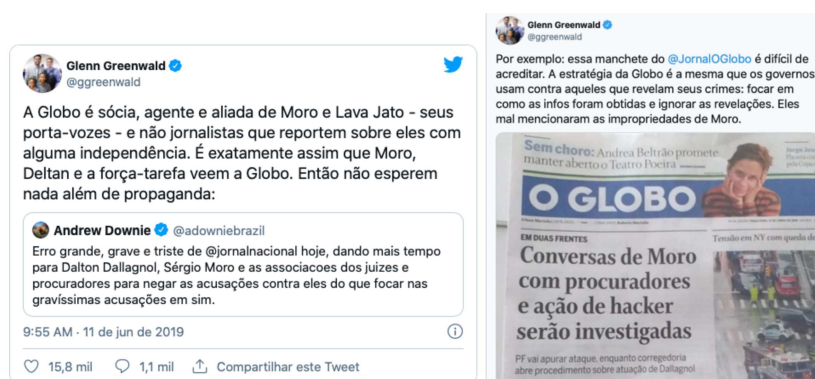 Glenn Greenwald
@ggreenwald
A Globo é sócia, agente e aliada de Moro e Lava Jato - seus
porta-vozes - e não jornalistas que reportem sobre eles com
alguma independência. É exatamente assim que Moro,
Deltan e a força-tarefa veem a Globo. Então não esperem
nada além de propaganda:
Andrew Downie @adowniebrazil
Erro grande, grave e triste de @jornalnacional hoje, dando mais tempo
para Dalton Dallagnol, Sérgio Moro e as associacoes dos juizes e
procuradores para negar as acusações contra eles do que focar nas
gravíssimas acusações em sim.
9:55 AM · 11 de jun de 2019
15,8 mil 1,1 mil Compartilhar este Tweet
Glenn Greenwald
@ggreenwald
Por exemplo: essa manchete do @JornalOGlobo é difícil de
acreditar. A estratégia da Globo é a mesma que os governos
usam contra aqueles que revelam seus crimes: focar em
como as infos foram obtidas e ignorar as revelações. Eles
mal mencionaram as impropriedades de Moro.
Sem choro: Andrea Beltrão promete
manter aberto o Teatro Poeira
O GLOBO
EM DUAS FRENTES
Conversas de Moro
com procuradores
e ação de hacker
serão investigadas
PF vai apurar ataque, enquanto corregedoria
abre procedimento sobre atuação de Dallagnol
Tensão em NY com queda de